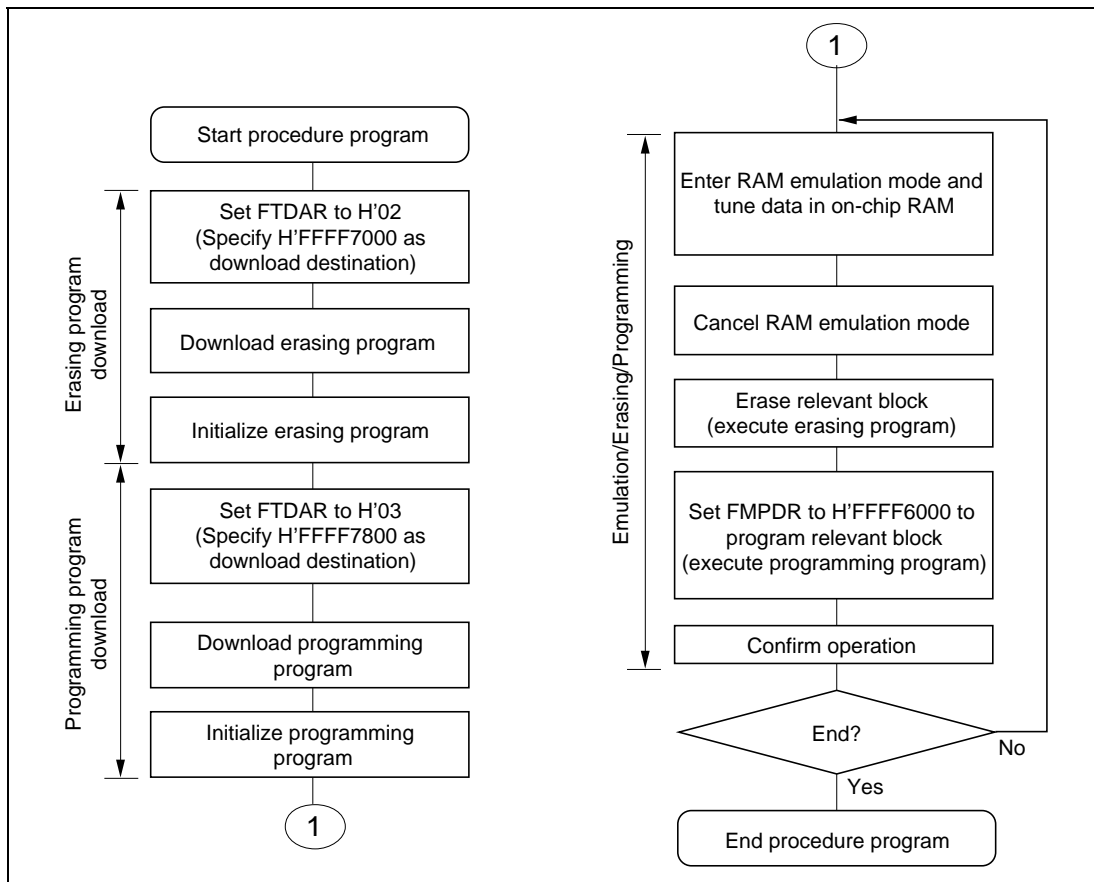 Start procedure program
Erasing program
download
Set FTDAR to H'02
(Specify H'FFFF7000 as
download destination)
Download erasing program
Initialize erasing program
Programming program
download
Set FTDAR to H'03
(Specify H'FFFF7800 as
download destination)
Download programming
program
Initialize programming
program
1
1
Emulation/Erasing/Programming
Enter RAM emulation mode and
tune data in on-chip RAM
Cancel RAM emulation mode
Erase relevant block
(execute erasing program)
Set FMPDR to H'FFFF6000 to
program relevant block
(execute programming program)
Confirm operation
End?
No
Yes
End procedure program